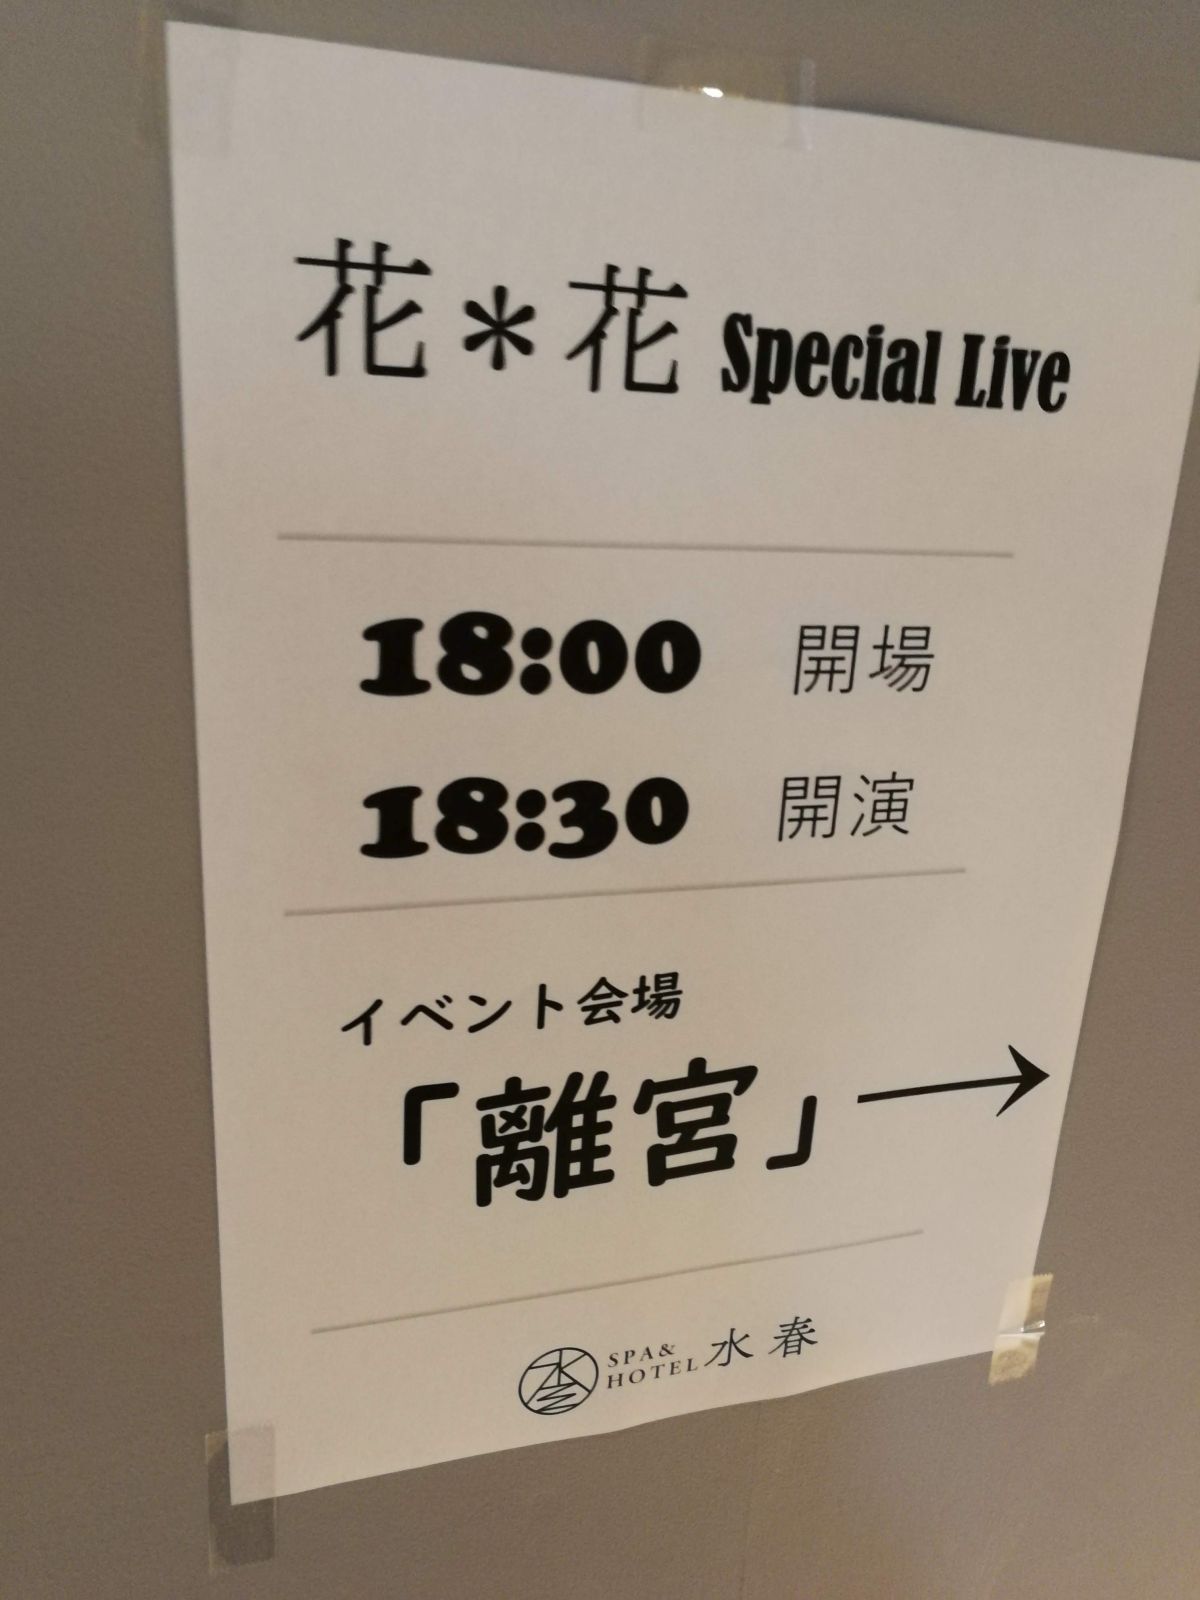 花*花 Special Live
18:00 開場
18:30 開演
イベント会場
「離宮」→
SPA&
HOTEL 水春